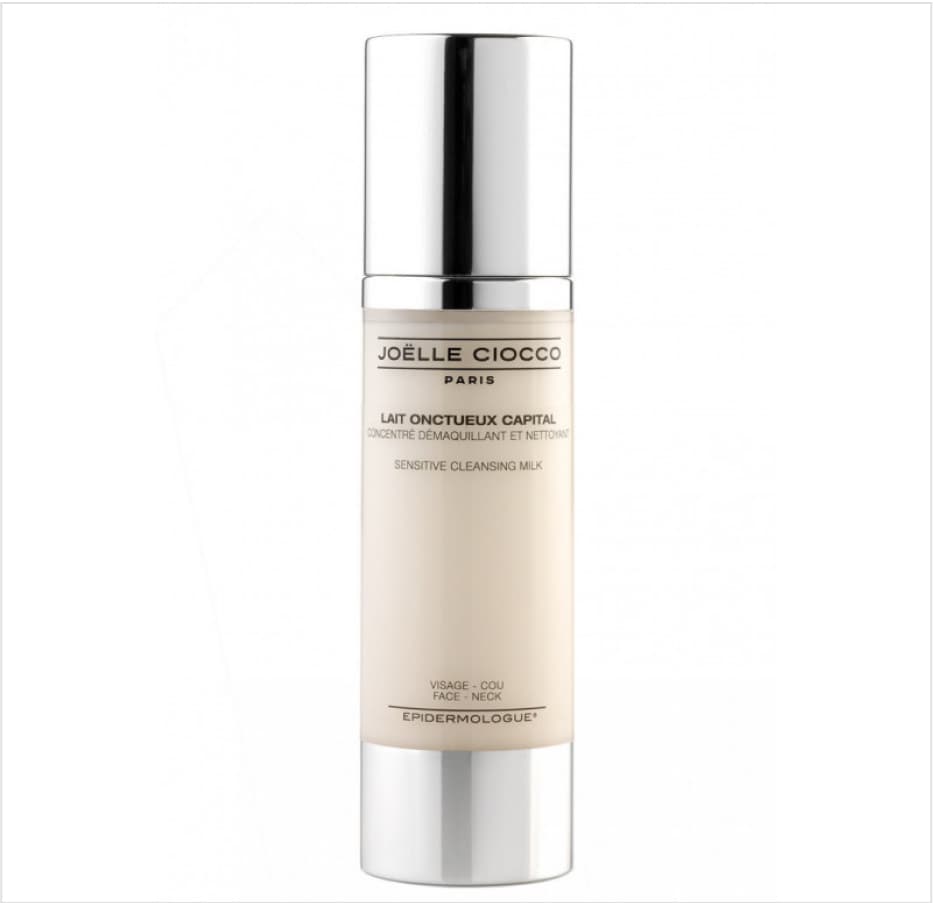 JOËLLE CIOCCO
PARIS
LAIT ONCTUEUX CAPITAL
CONCENTRÉ DÉMAQUILLANT ET NETTOYANT
SENSITIVE CLEANSING MILK
VISAGE - COU
FACE - NECK
EPIDERMOLOGUE®